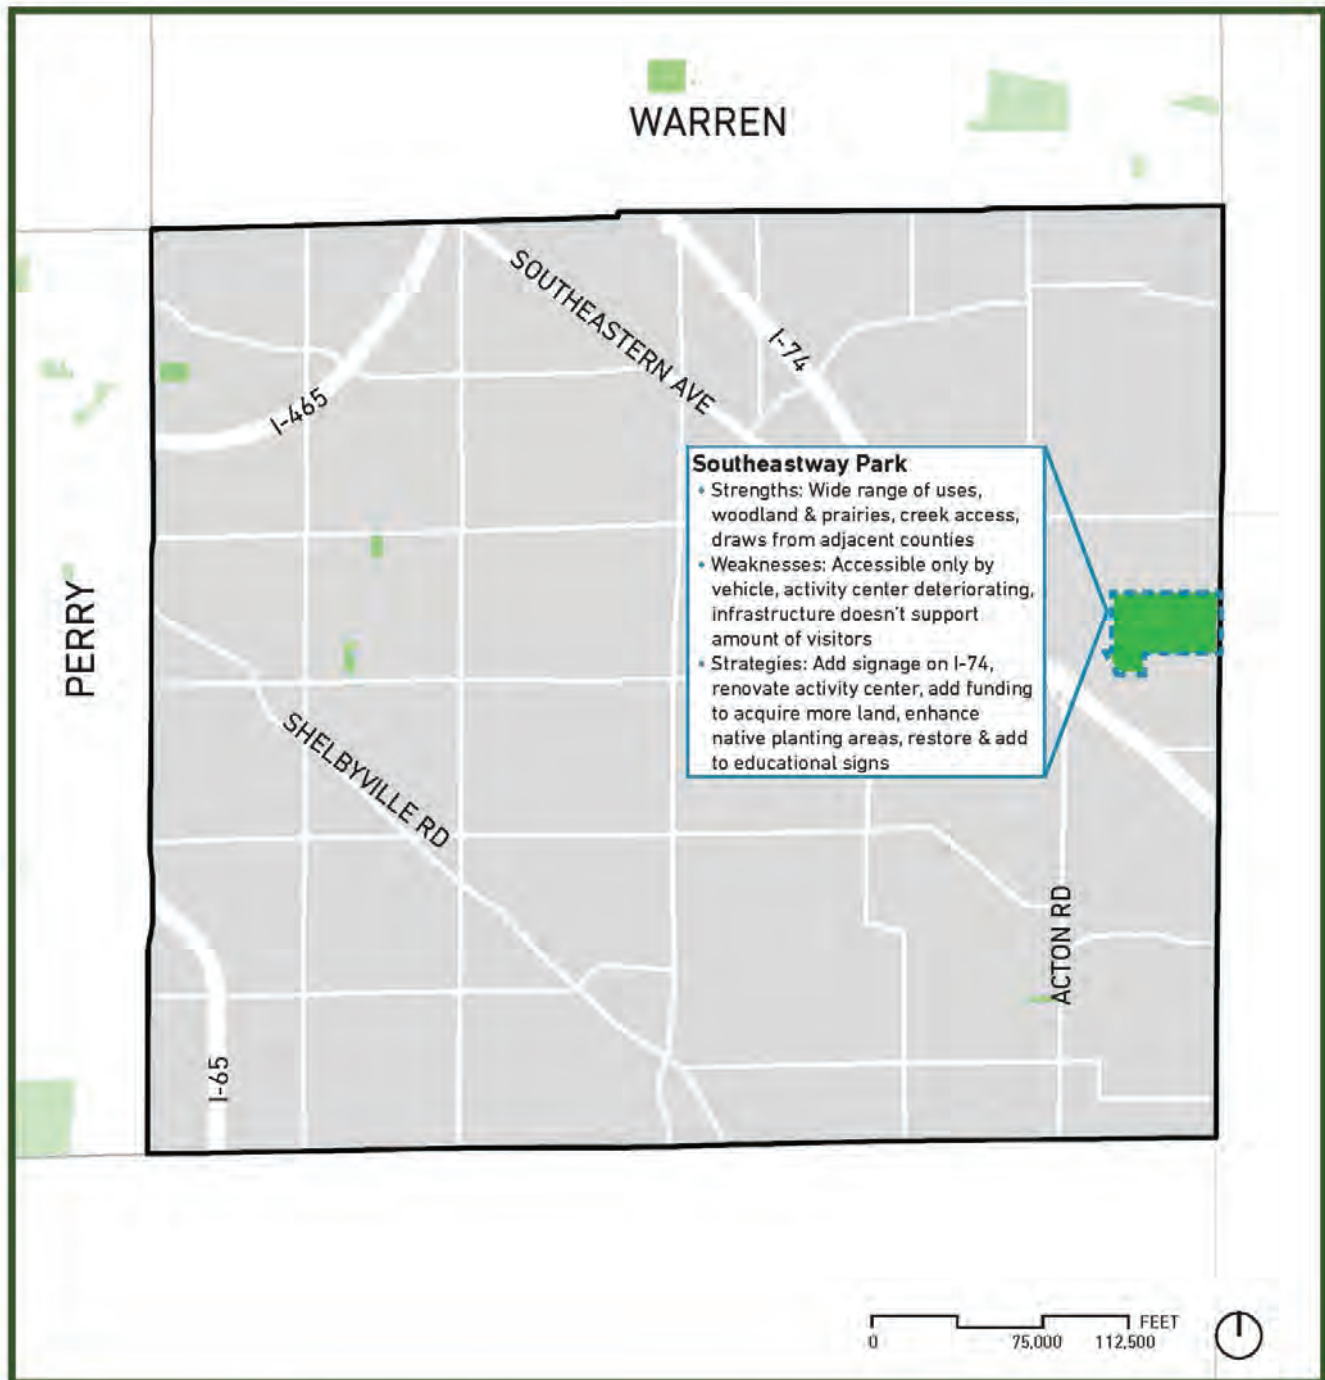 WARREN
SOUTHEASTERN AVE
I-74
I-465
Southeastway Park
• Strengths: Wide range of uses,
woodland & prairies, creek access,
draws from adjacent counties
• Weaknesses: Accessible only by
vehicle, activity center deteriorating,
infrastructure doesn't support
amount of visitors
• Strategies: Add signage on I-74,
renovate activity center, add funding
to acquire more land, enhance
native planting areas, restore & add
to educational signs
PERRY
SHELBYVILLE RD
ACTON RD
I-65
FEET
0 75,000 112,500